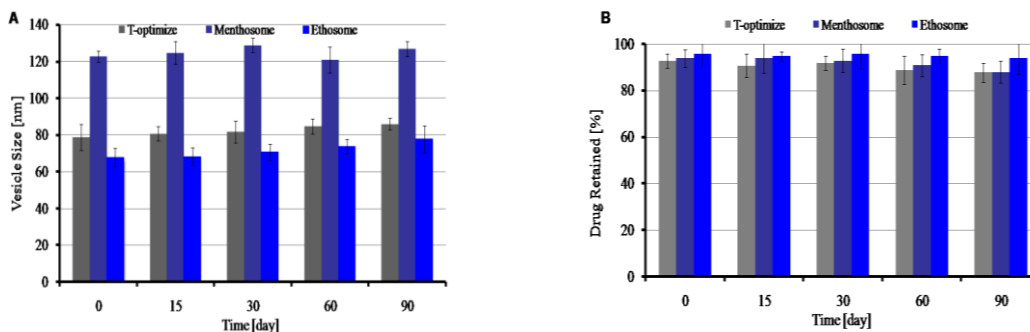 A
T-optimize Menthosome Ethosome
140
120
100
80
60
40
20
0
Vesicle Size [nm]
0 15 30 60 90
Time [day]
B
T-optimize Menthosome Ethosome
100
80
60
40
20
0
Drug Retained [%]
0 15 30 60 90
Time [day]